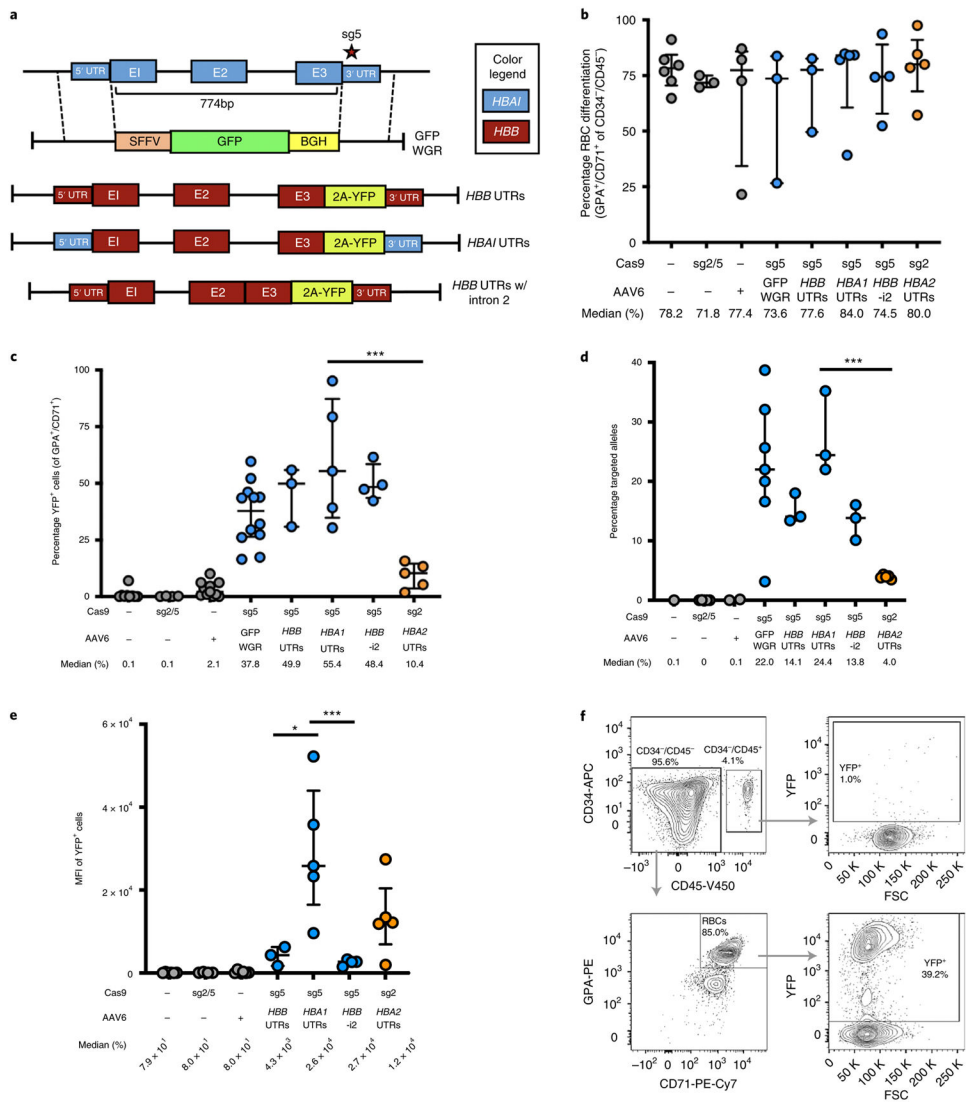 a
sg5
5′ UTR
E1
E2
E3
3′ UTR
774bp
SFFV
GFP
BGH
GFP
WGR
Color
legend
HBA1
HBB
5′ UTR
E1
E2
E3
2A-YFP
3′ UTR
HBB UTRs
5′ UTR
E1
E2
E3
2A-YFP
3′ UTR
HBA1 UTRs
5′ UTR
E1
E2
E3
2A-YFP
3′ UTR
HBB UTRs w/
intron 2
b
Percentage RBC differentiation
(GPA⁺/CD71⁺ of CD34⁻/CD45⁻)
100
75
50
25
0
Cas9 – sg2/5 – sg5 sg5 sg5 sg5 sg2
AAV6 – – + GFP HBB HBA1 HBB HBA2
WGR UTRs UTRs -i2 UTRs
Median (%) 78.2 71.8 77.4 73.6 77.6 84.0 74.5 80.0
c
***
Percentage YFP⁺ cells (of GPA⁺/CD71⁺)
100
75
50
25
0
Cas9 – sg2/5 – sg5 sg5 sg5 sg5 sg2
AAV6 – – + GFP HBB HBA1 HBB HBA2
WGR UTRs UTRs -i2 UTRs
Median (%) 0.1 0.1 2.1 37.8 49.9 55.4 48.4 10.4
d
***
Percentage targeted alleles
40
30
20
10
0
Cas9 – sg2/5 – sg5 sg5 sg5 sg5 sg2
AAV6 – – + GFP HBB HBA1 HBB HBA2
WGR UTRs UTRs -i2 UTRs
Median (%) 0.1 0 0.1 22.0 14.1 24.4 13.8 4.0
e
* ***
MFI of YFP⁺ cells
6 × 10⁴
4 × 10⁴
2 × 10⁴
0
Cas9 – sg2/5 – sg5 sg5 sg5 sg2
AAV6 – – + HBB HBA1 HBB HBA2
UTRs UTRs -i2 UTRs
Median (%) 7.9 × 10¹ 8.0 × 10¹ 8.0 × 10¹ 4.3 × 10³ 2.6 × 10⁴ 2.7 × 10⁴ 1.2 × 10⁴
f
CD34⁻/CD45⁻
95.6%
CD34⁻/CD45⁺
4.1%
CD34-APC
10⁴
10³
10²
10¹
0
–10³ 0 10³ 10⁴
CD45-V450
YFP
10⁴
10³
10²
0
YFP⁺
1.0%
0 50 K 100 K 150 K 200 K 250 K
FSC
RBCs
85.0%
GPA-PE
10⁴
10³
10²
0
–10² 0 10² 10³ 10⁴
CD71-PE-Cy7
YFP
10⁴
10³
10²
0
YFP⁺
39.2%
0 50 K 100 K 150 K 200 K 250 K
FSC